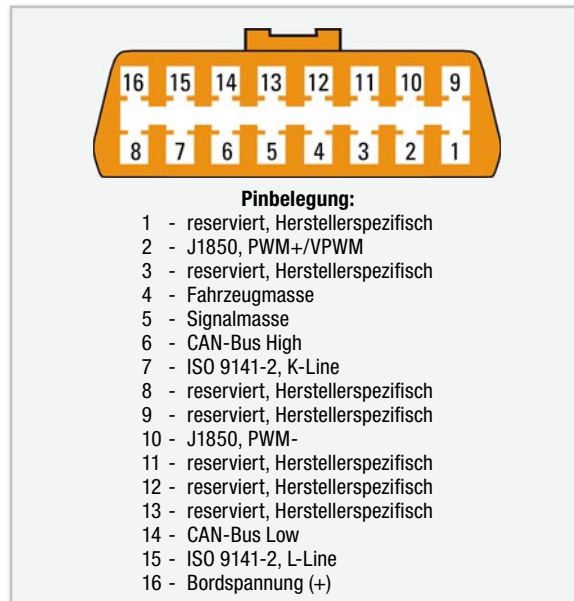 16 15 14 13 12 11 10 9
8 7 6 5 4 3 2 1
Pinbelegung:
1 - reserviert, Herstellerspezifisch
2 - J1850, PWM+/VPWM
3 - reserviert, Herstellerspezifisch
4 - Fahrzeugmasse
5 - Signalmasse
6 - CAN-Bus High
7 - ISO 9141-2, K-Line
8 - reserviert, Herstellerspezifisch
9 - reserviert, Herstellerspezifisch
10 - J1850, PWM-
11 - reserviert, Herstellerspezifisch
12 - reserviert, Herstellerspezifisch
13 - reserviert, Herstellerspezifisch
14 - CAN-Bus Low
15 - ISO 9141-2, L-Line
16 - Bordspannung (+)